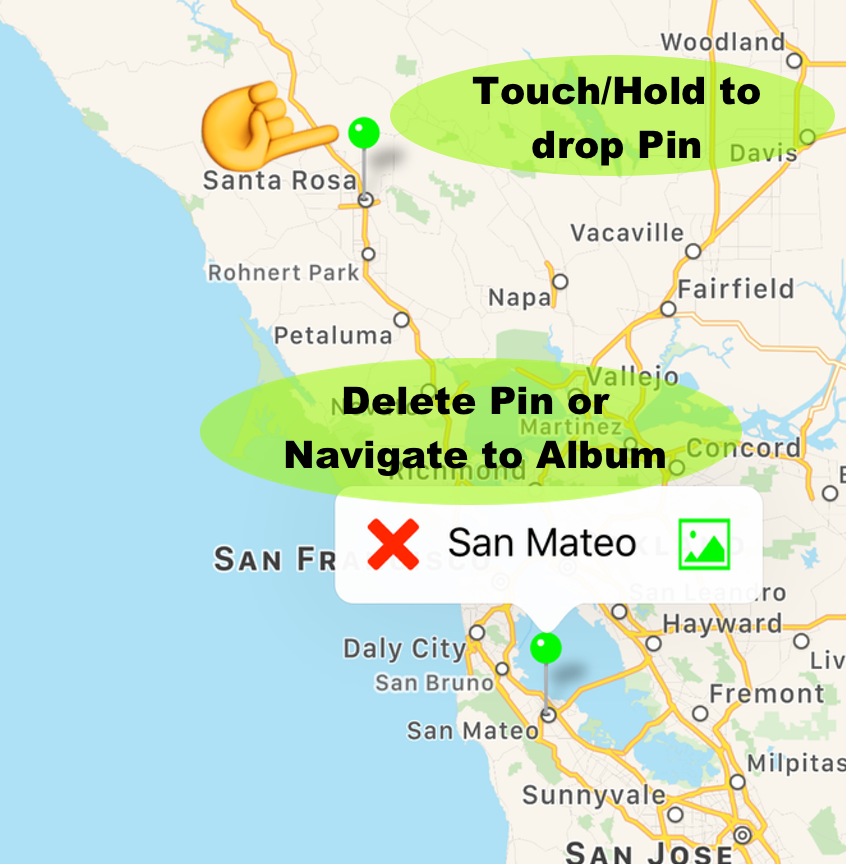 Woodland
Touch/Hold to
drop Pin
Davis
Santa Rosa
Vacaville
Rohnert Park
Napa
Fairfield
Petaluma
Vallejo
Delete Pin or
Martinez
Navigate to Album
Concord
Richmond
San Mateo
San Fr
San Leandro
Hayward
Daly City
Liv
San Bruno
Fremont
San Mateo
Milpitas
Sunnyvale
San Jose